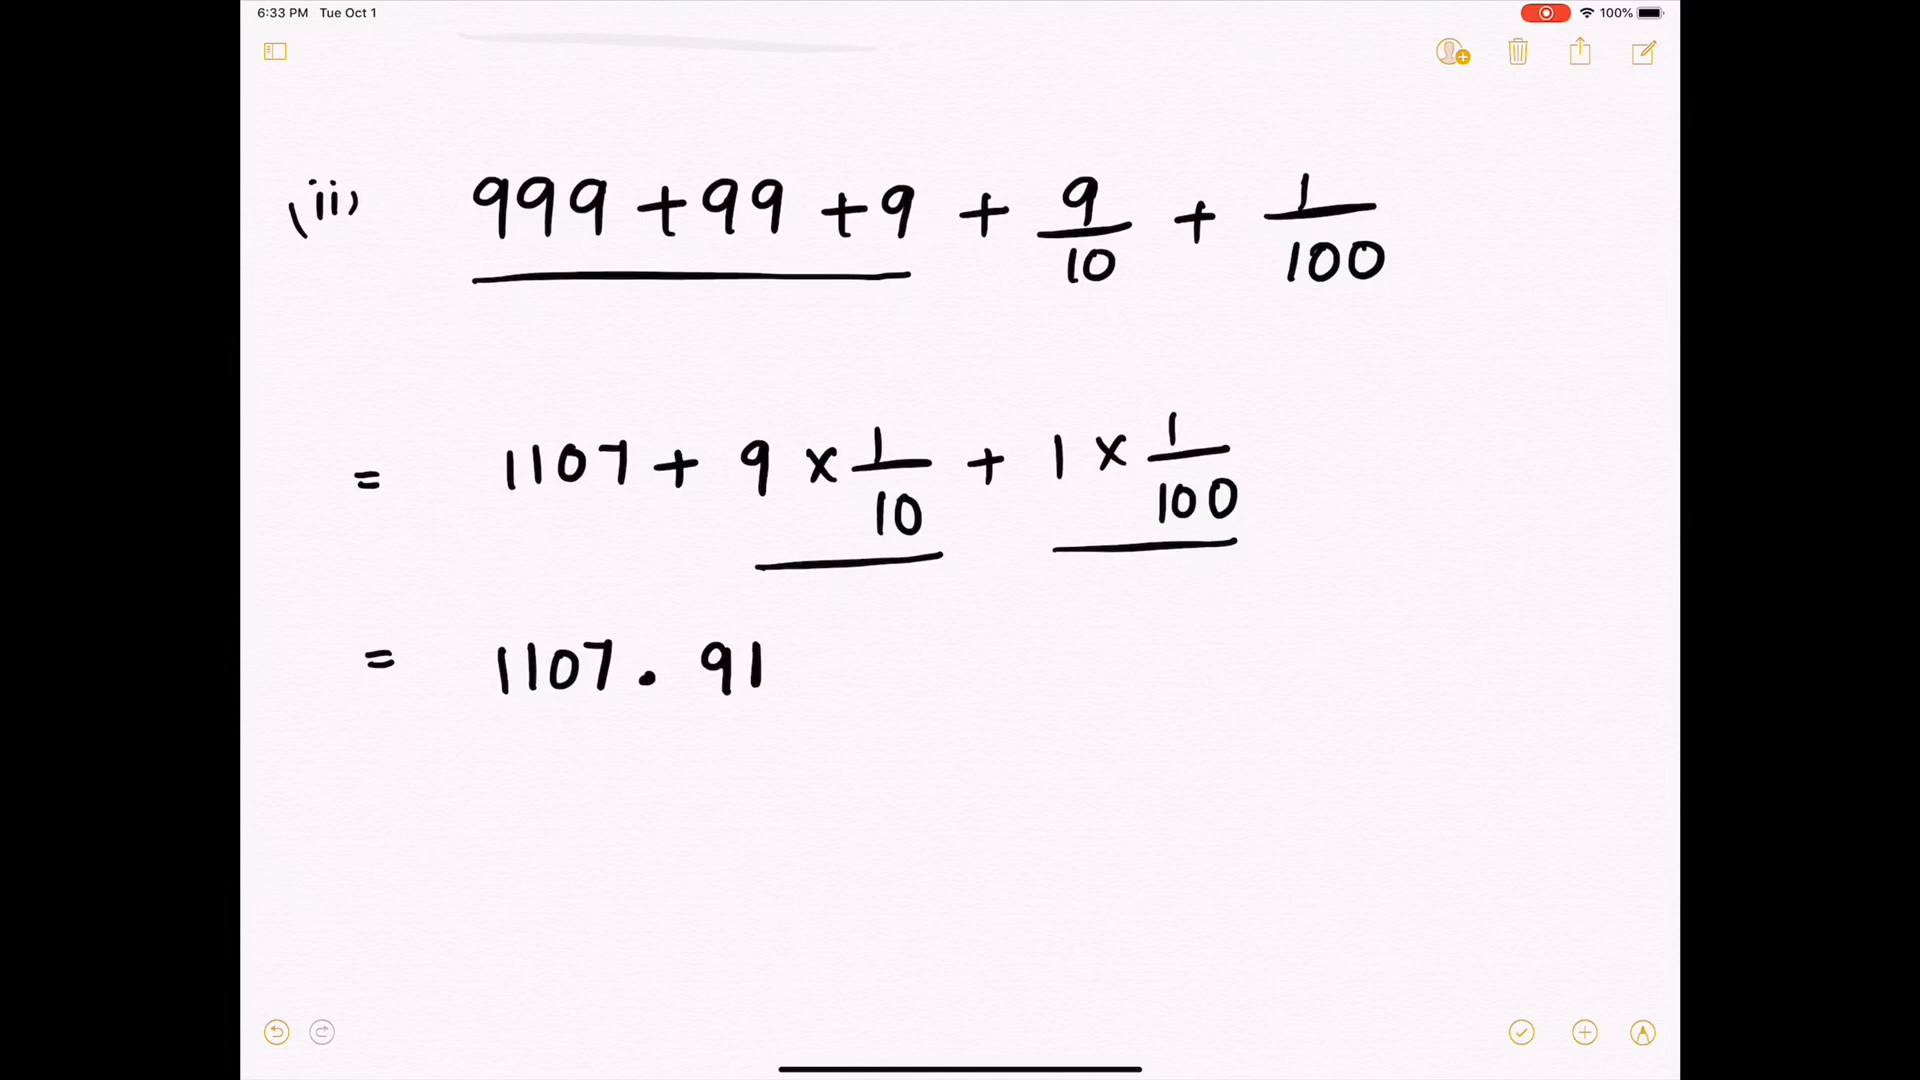 6:33 PM Tue Oct 1 100%
(ii) 999 + 99 + 9 + 9/10 + 1/100
= 1107 + 9 x 1/10 + 1 x 1/100
= 1107 . 91